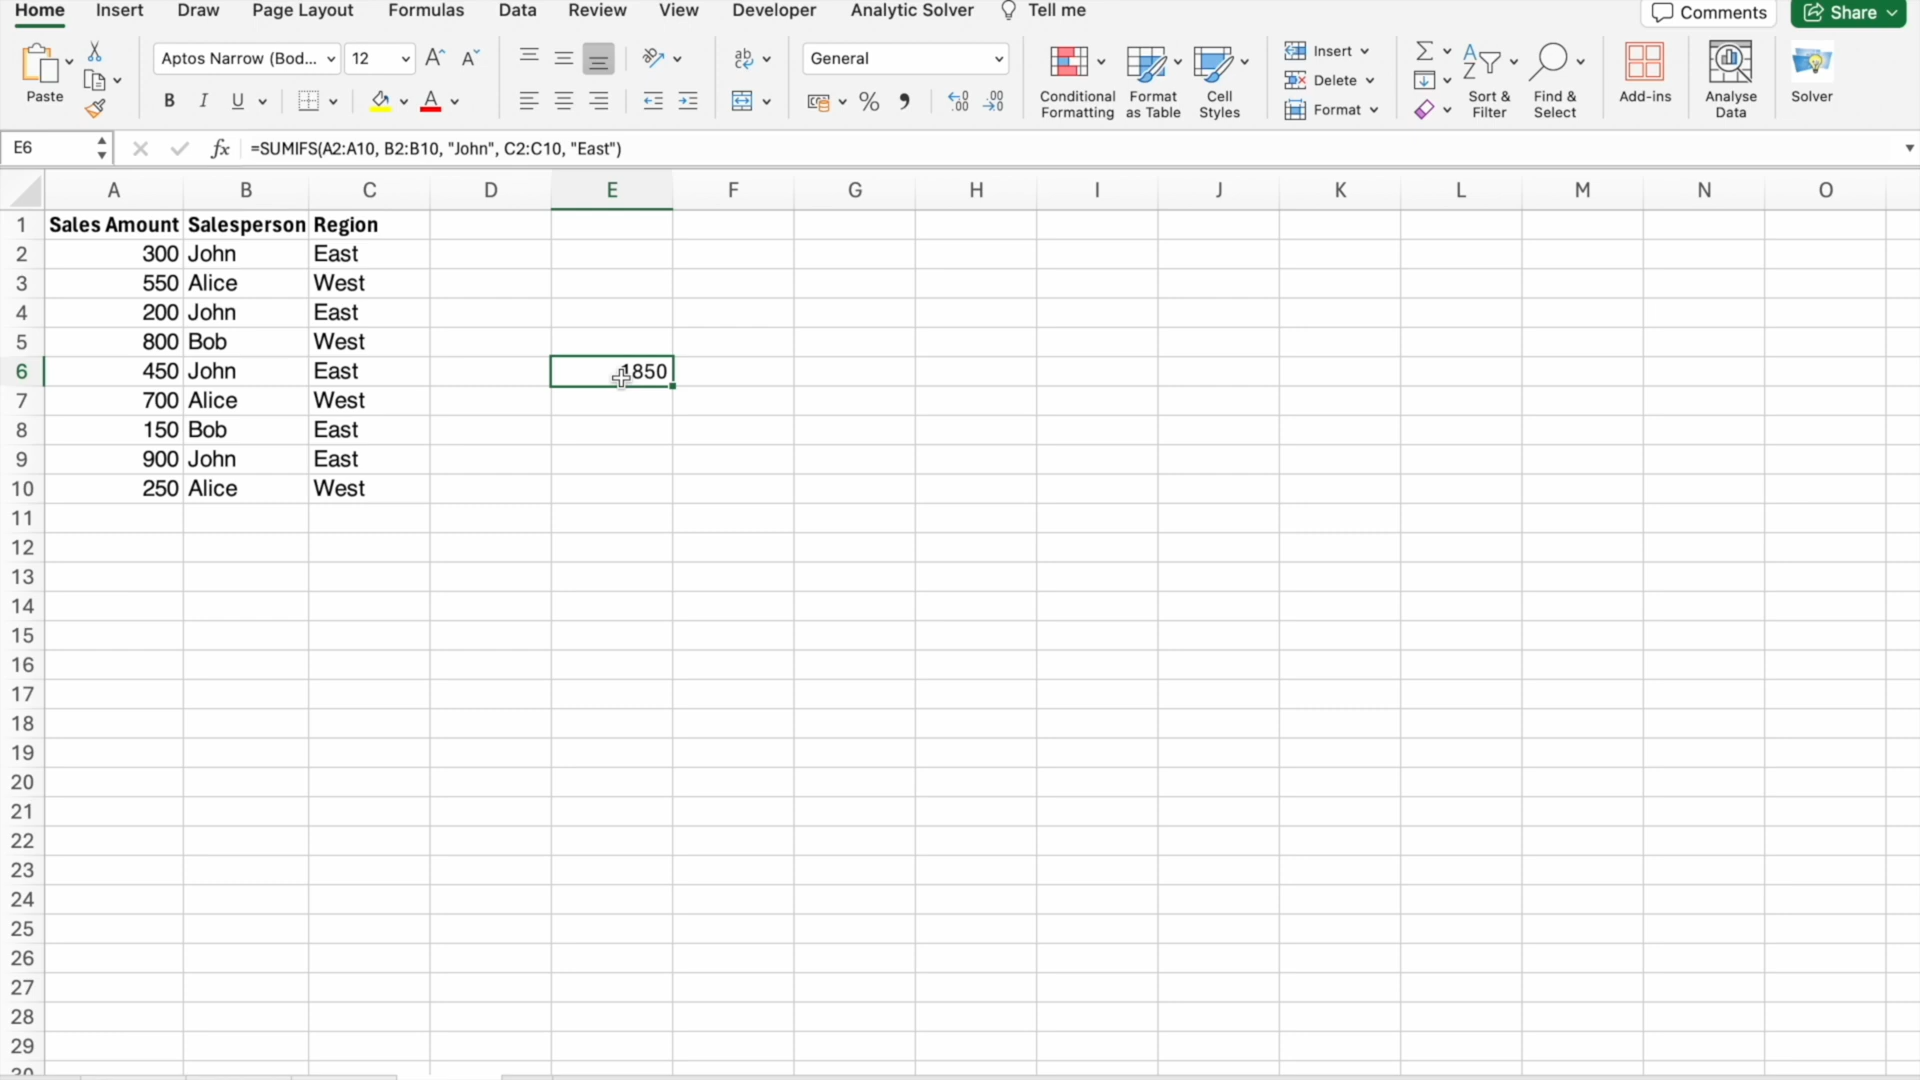 Home Insert Draw Page Layout Formulas Data Review View Developer Analytic Solver Tell me Comments Share
Paste
Aptos Narrow (Bod... 12
General
Conditional Formatting
Format as Table
Cell Styles
Insert
Delete
Format
Sort & Filter
Find & Select
Add-ins
Analyse Data
Solver
B I U
E6 fx =SUMIFS(A2:A10, B2:B10, "John", C2:C10, "East")
A B C D E F G H I J K L M N O
1 Sales Amount Salesperson Region
2 300 John East
3 550 Alice West
4 200 John East
5 800 Bob West
6 450 John East 1850
7 700 Alice West
8 150 Bob East
9 900 John East
10 250 Alice West
11
12
13
14
15
16
17
18
19
20
21
22
23
24
25
26
27
28
29
30